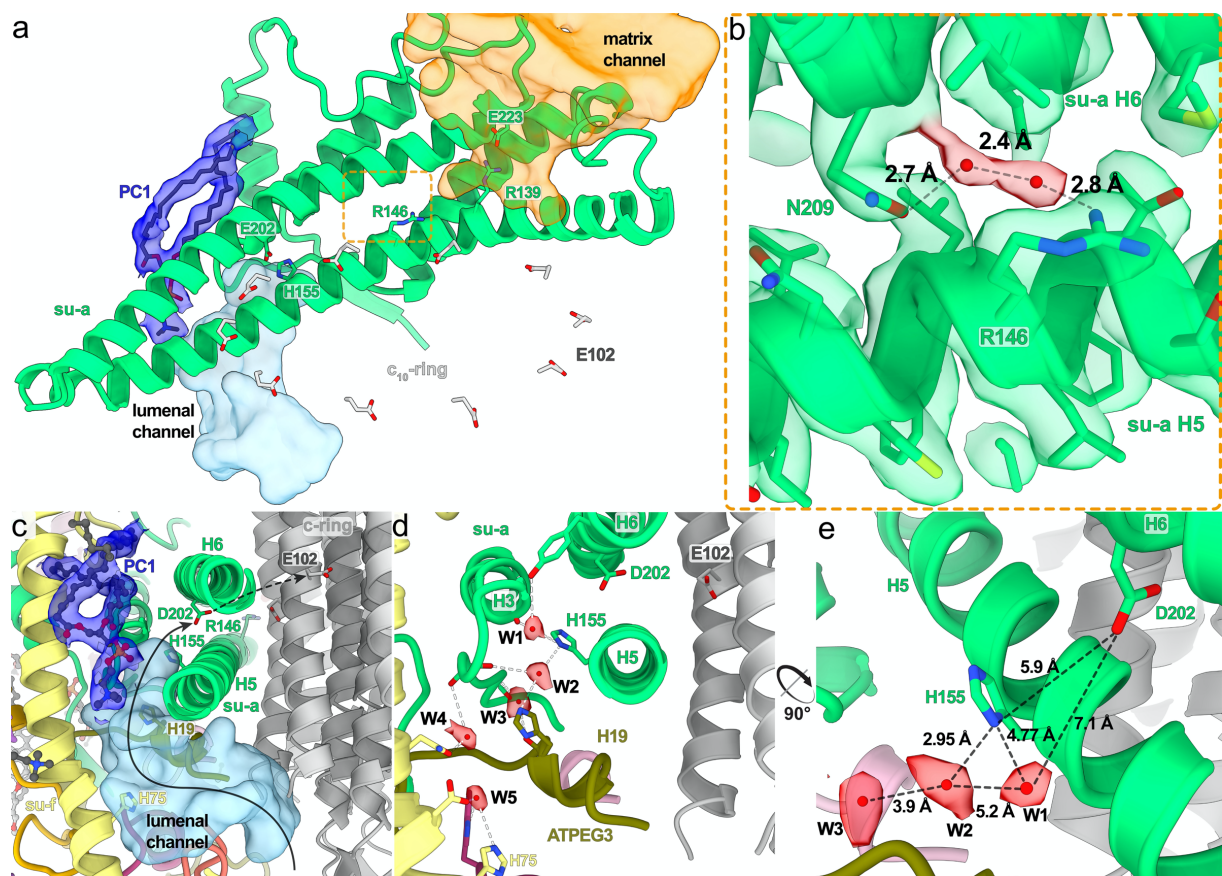 a
matrix
channel
E223
PC1
R139
R146
E202
H155
su-a
E102
c10-ring
lumenal
channel
b
su-a H6
2.4 Å
2.7 Å
2.8 Å
N209
R146
su-a H5
c
c-ring
PC1
H6
E102
D202
R146
H155
H5
su-a
H19
su-f
H75
lumenal
channel
d
su-a
H6
E102
D202
H3
H155
W1
H5
W2
W3
W4
H19
W5
ATPEG3
H75
90°
e
H6
H5
D202
5.9 Å
H155
4.77 Å
7.1 Å
2.95 Å
3.9 Å
5.2 Å
W1
W3
W2